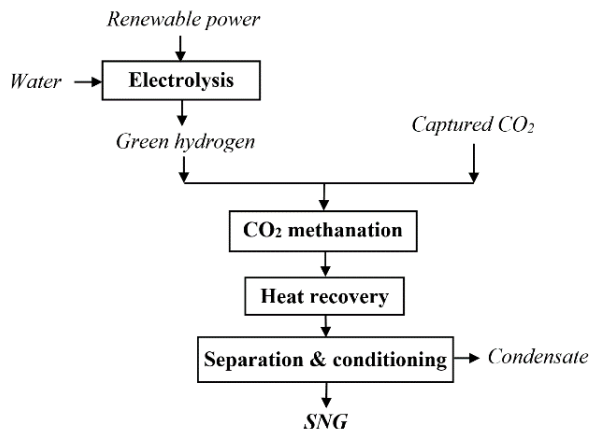 Renewable power
Water
Electrolysis
Green hydrogen
Captured CO₂
CO₂ methanation
Heat recovery
Separation & conditioning
Condensate
SNG